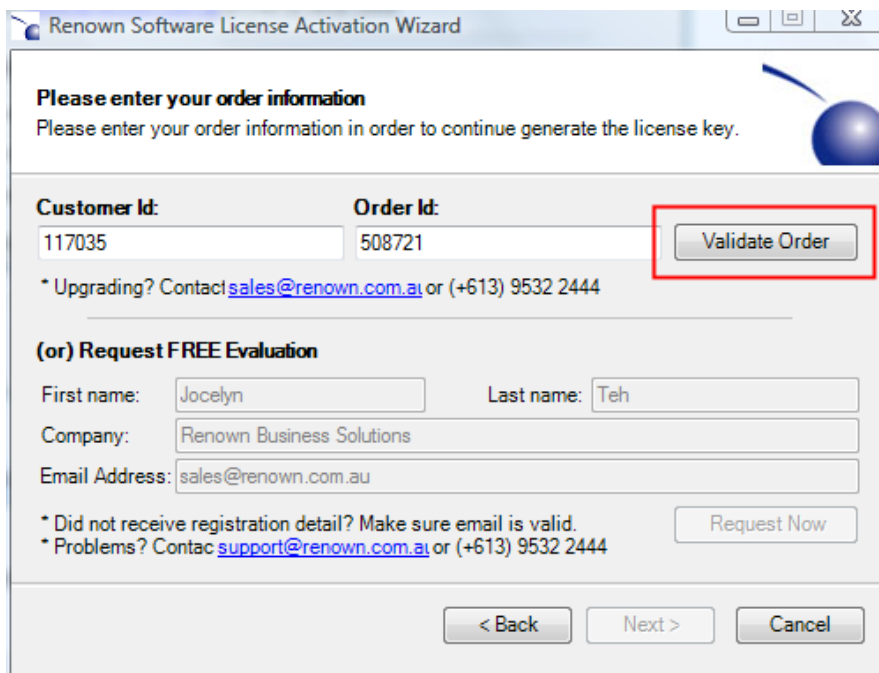 Renown Software License Activation Wizard
Please enter your order information
Please enter your order information in order to continue generate the license key.
Customer Id: Order Id:
117035 508721 Validate Order
* Upgrading? Contact sales@renown.com.au or (+613) 9532 2444
(or) Request FREE Evaluation
First name: Jocelyn Last name: Teh
Company: Renown Business Solutions
Email Address: sales@renown.com.au
* Did not receive registration detail? Make sure email is valid. Request Now
* Problems? Contac support@renown.com.au or (+613) 9532 2444
< Back Next > Cancel